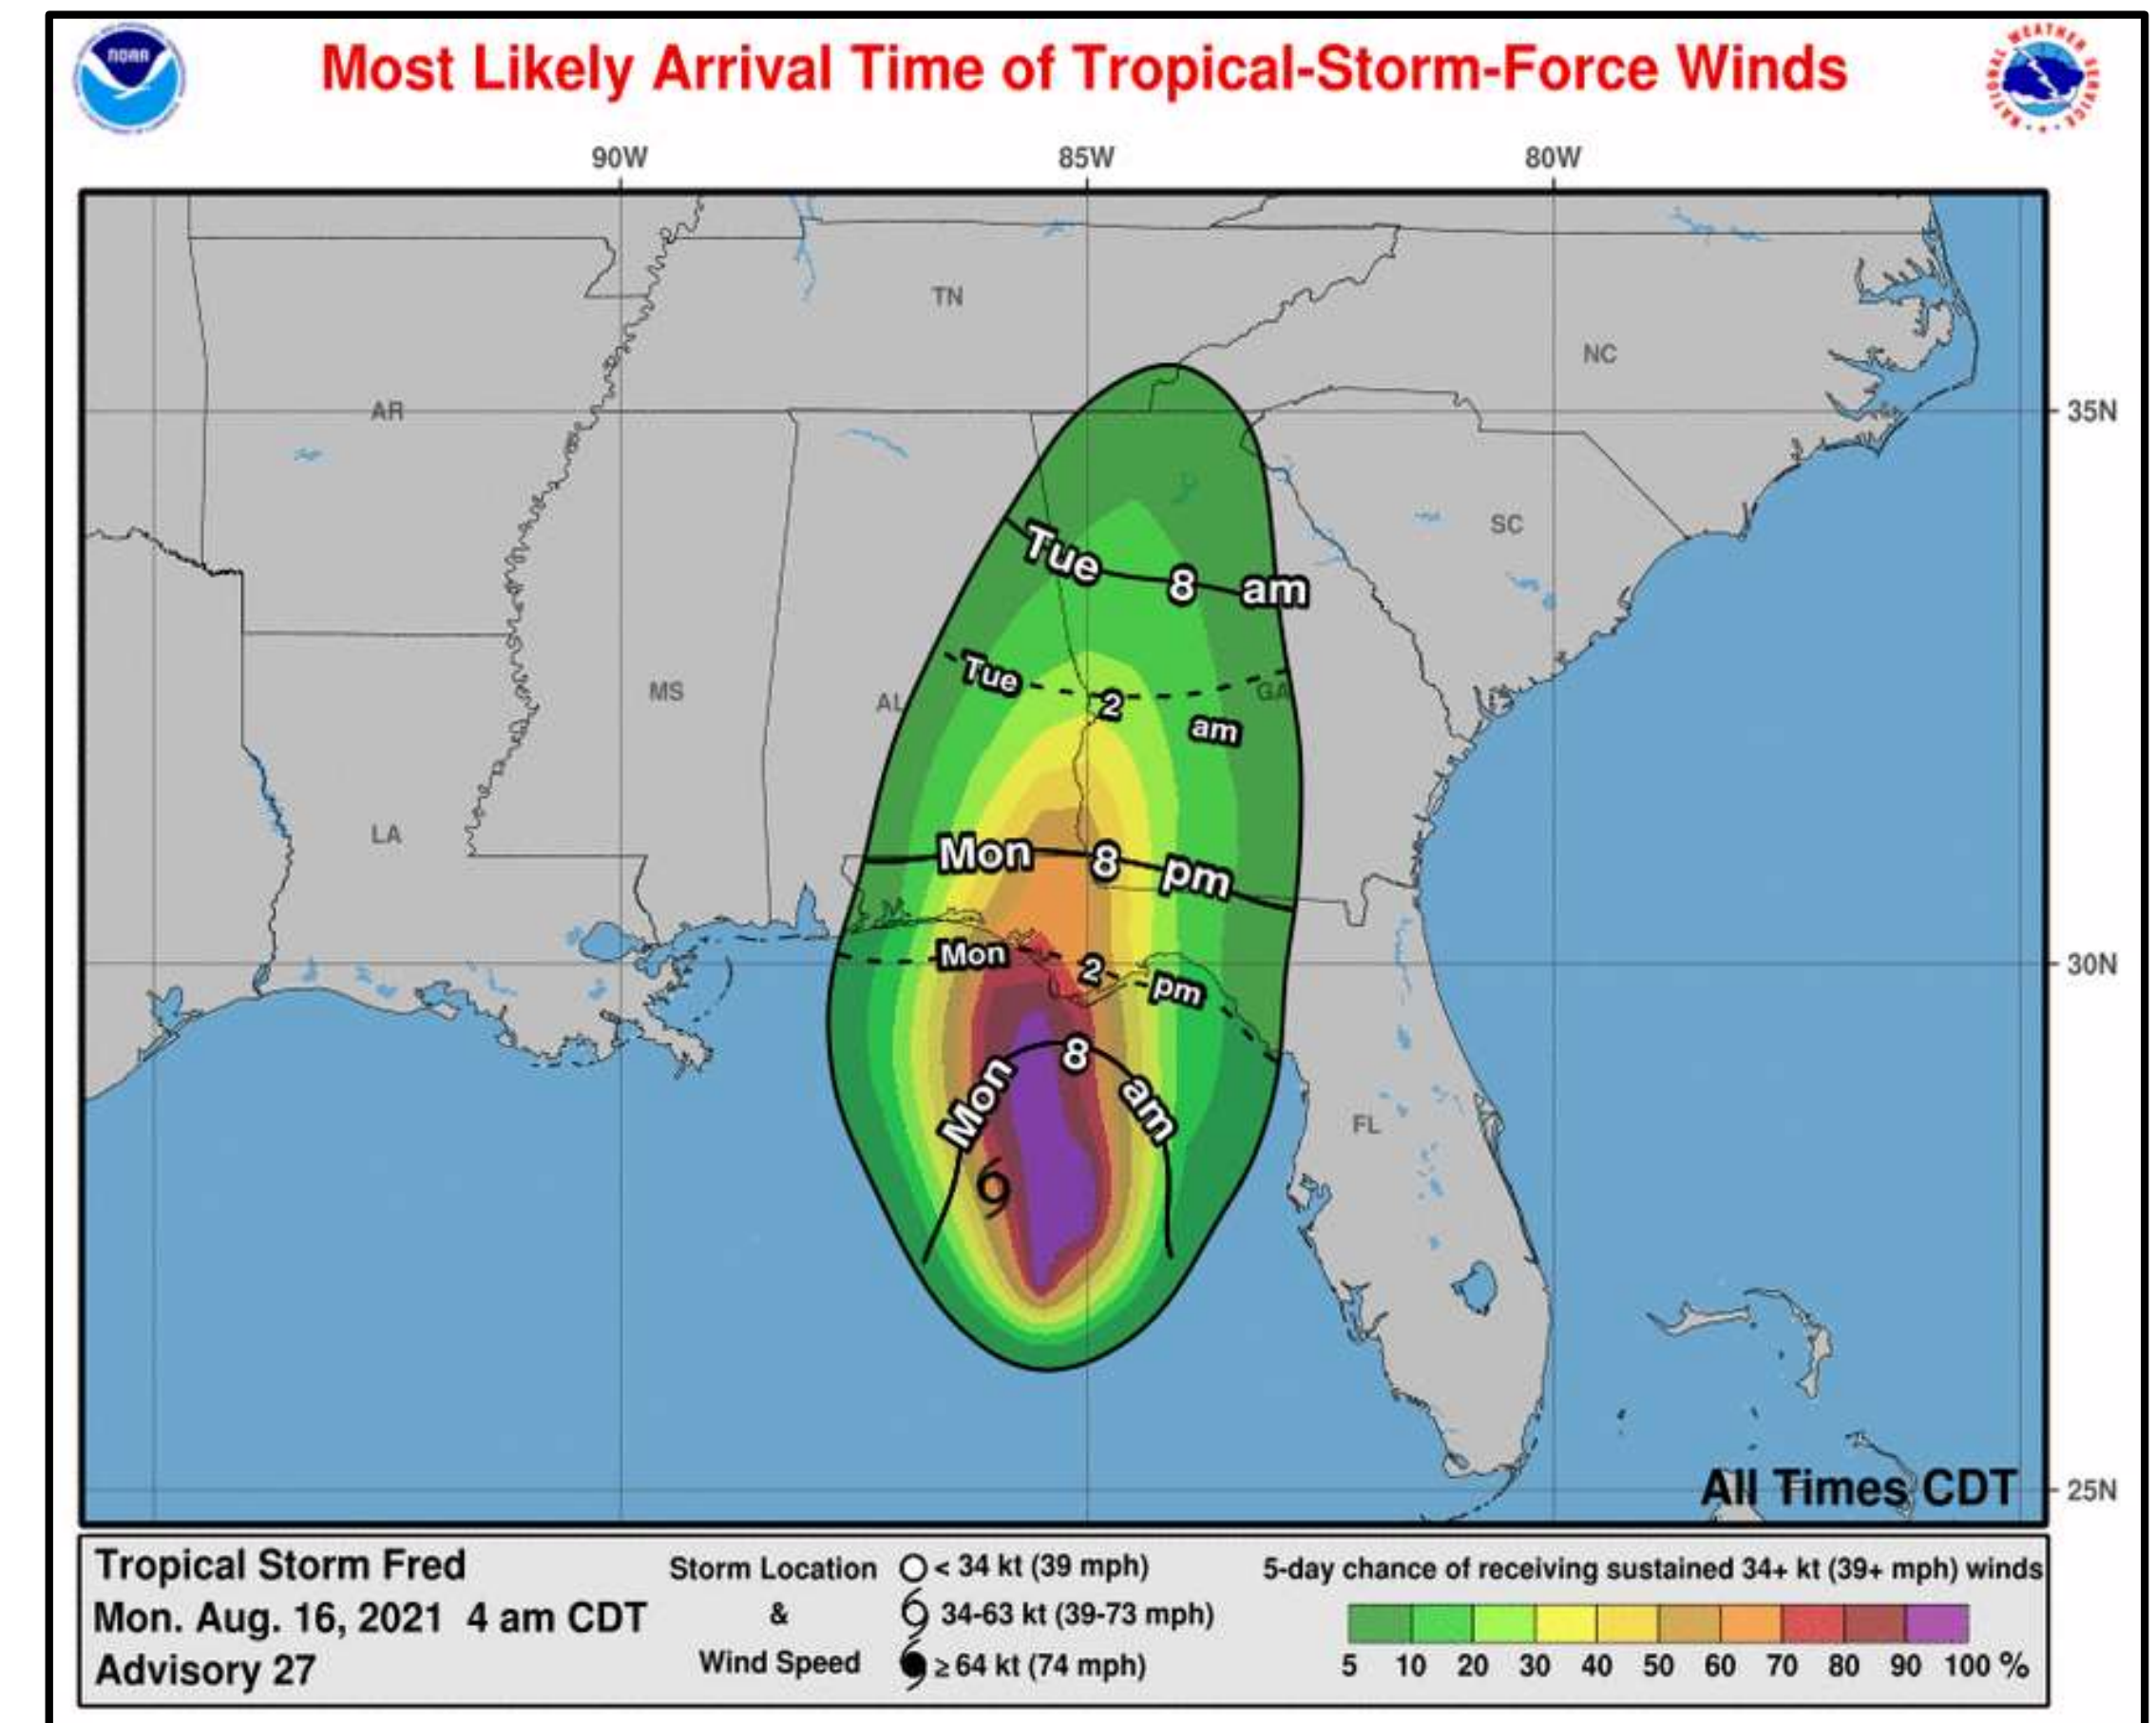 NOAA
Most Likely Arrival Time of Tropical-Storm-Force Winds
NATIONAL WEATHER SERVICE
90W 85W 80W
TN
NC
AR
35N
SC
Tue 8 am
MS
AL
Tue 2 am
GA
LA
Mon 8 pm
Mon 2 pm
30N
Mon 8 am
FL
All Times CDT
25N
Tropical Storm Fred
Mon. Aug. 16, 2021 4 am CDT
Advisory 27
Storm Location
&
Wind Speed
< 34 kt (39 mph)
34-63 kt (39-73 mph)
≥ 64 kt (74 mph)
5-day chance of receiving sustained 34+ kt (39+ mph) winds
5 10 20 30 40 50 60 70 80 90 100 %